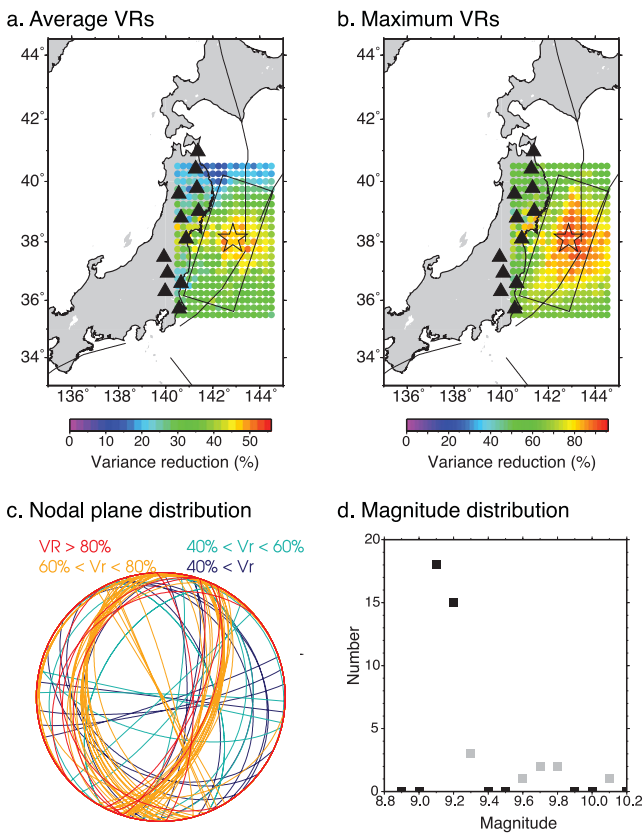 a. Average VRs
b. Maximum VRs
44˚
42˚
40˚
38˚
36˚
34˚
136˚ 138˚ 140˚ 142˚ 144˚
44˚
42˚
40˚
38˚
36˚
34˚
136˚ 138˚ 140˚ 142˚ 144˚
0 10 20 30 40 50
Variance reduction (%)
0 20 40 60 80
Variance reduction (%)
c. Nodal plane distribution
VR > 80%
40% < Vr < 60%
60% < Vr < 80%
40% < Vr
d. Magnitude distribution
20
15
10
5
0
Number
8.8 9.0 9.2 9.4 9.6 9.8 10.0 10.2
Magnitude